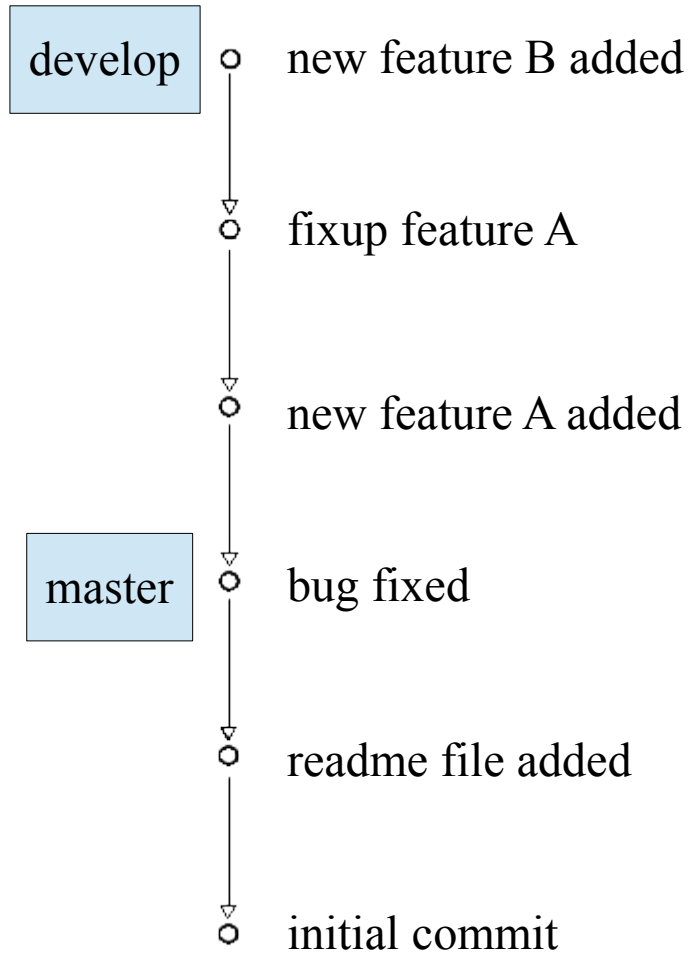 develop
new feature B added
fixup feature A
new feature A added
master
bug fixed
readme file added
initial commit